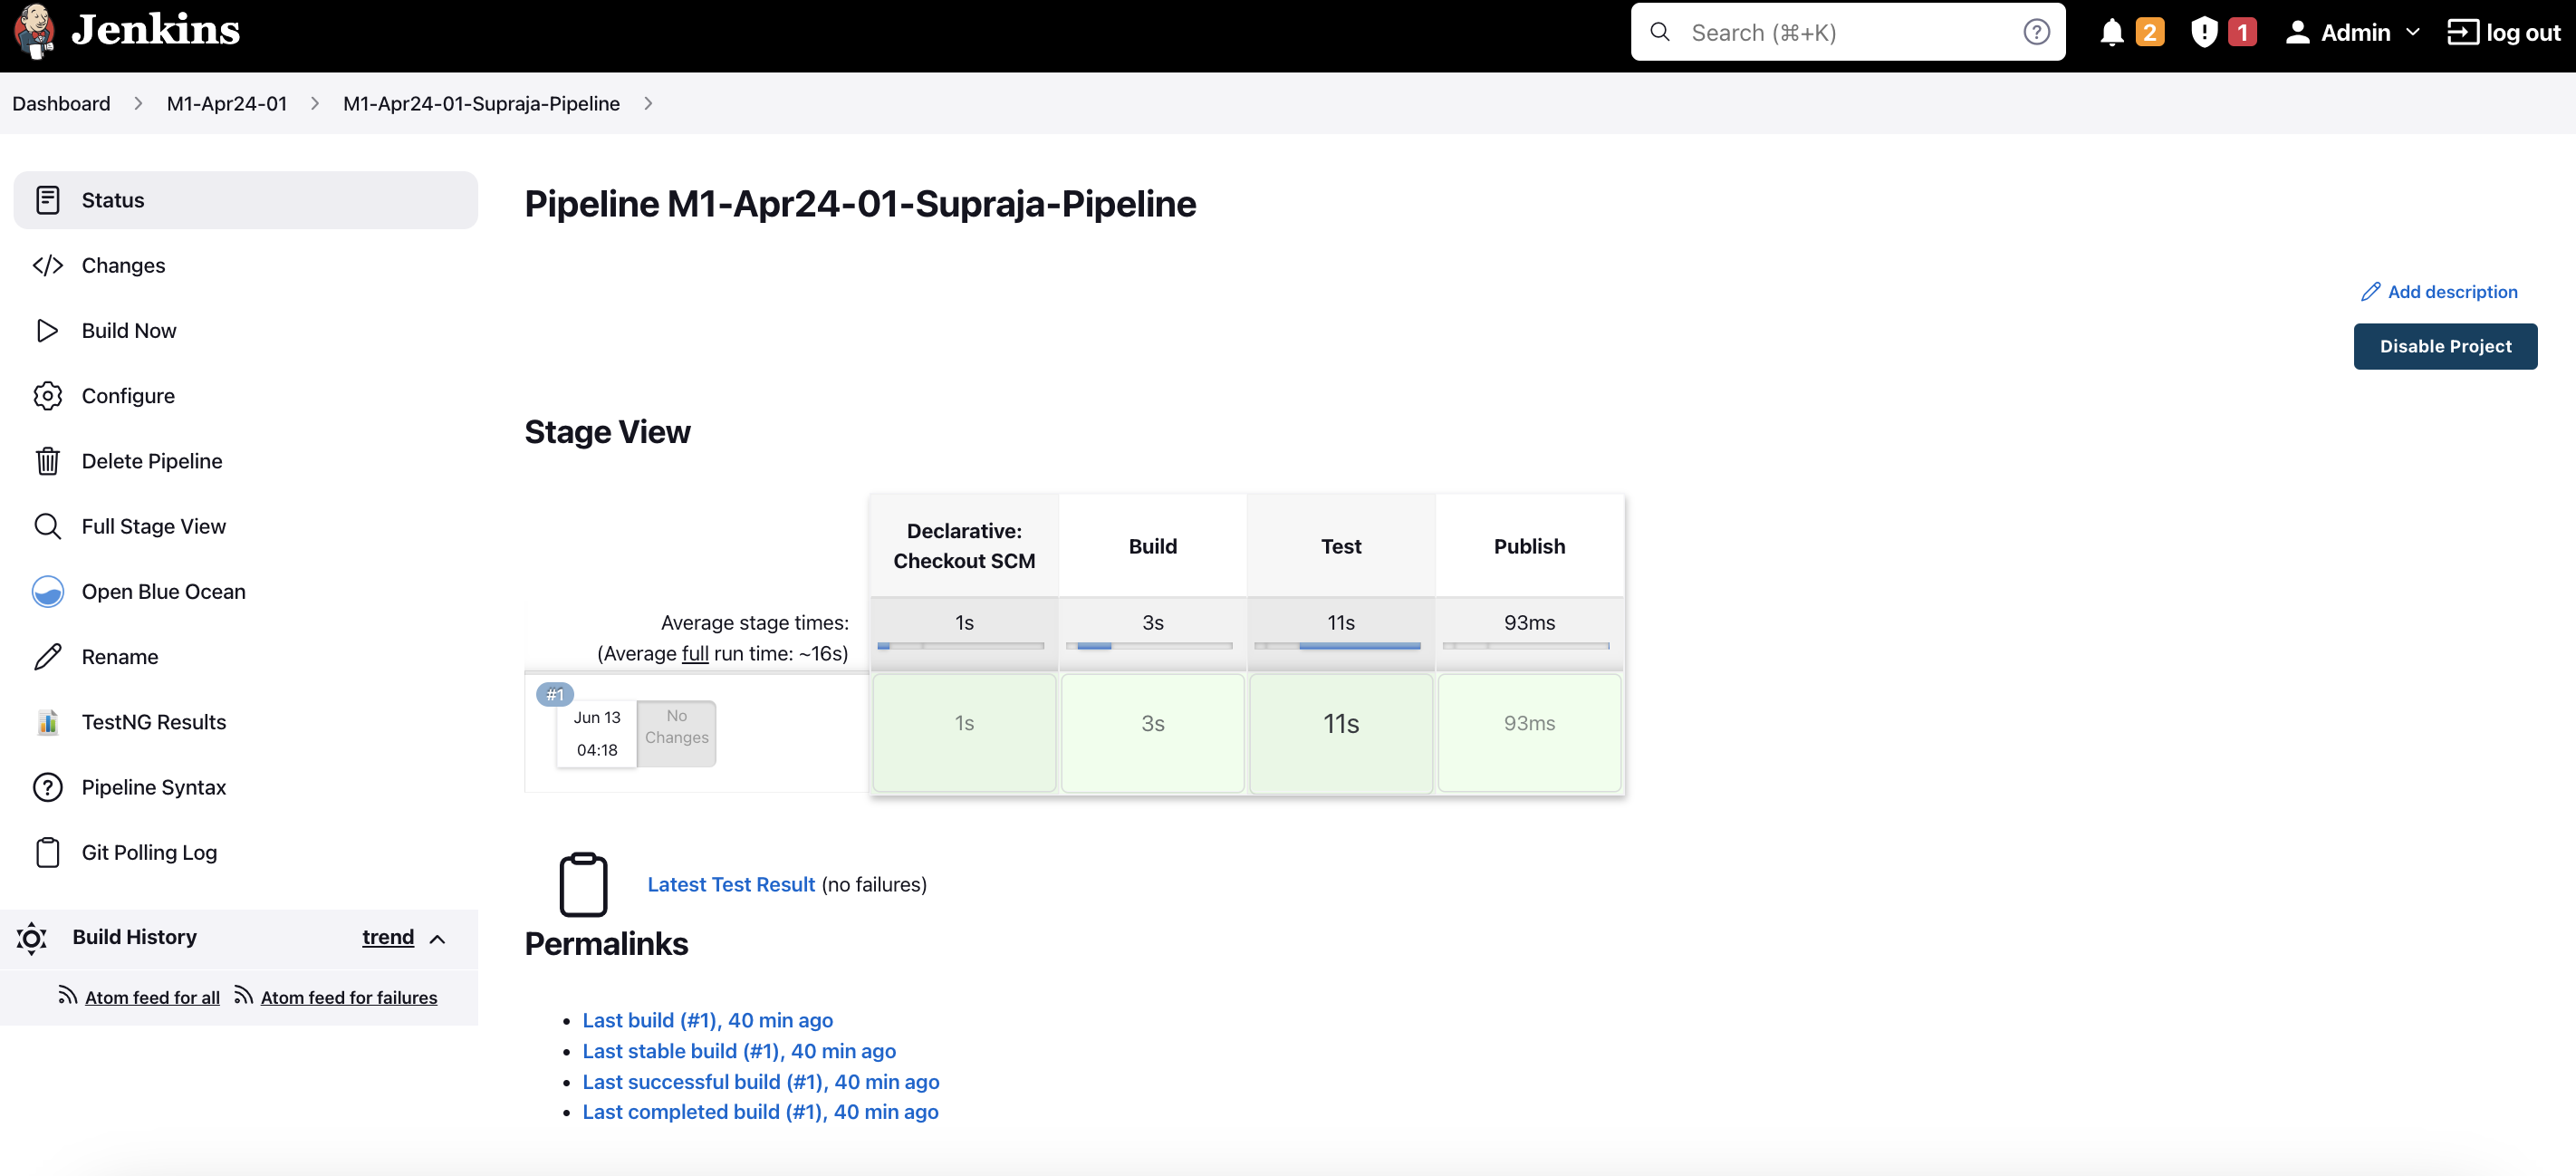 Jenkins
Search (⌘+K)
2
1
Admin
log out
Dashboard
M1-Apr24-01
M1-Apr24-01-Supraja-Pipeline
Status
Changes
Build Now
Configure
Delete Pipeline
Full Stage View
Open Blue Ocean
Rename
TestNG Results
Pipeline Syntax
Git Polling Log
Build History
trend
Atom feed for all
Atom feed for failures
Pipeline M1-Apr24-01-Supraja-Pipeline
Add description
Disable Project
Stage View
Declarative:
Checkout SCM
Build
Test
Publish
Average stage times:
(Average full run time: ~16s)
1s
3s
11s
93ms
#1
Jun 13
04:18
No
Changes
1s
3s
11s
93ms
Latest Test Result (no failures)
Permalinks
Last build (#1), 40 min ago
Last stable build (#1), 40 min ago
Last successful build (#1), 40 min ago
Last completed build (#1), 40 min ago